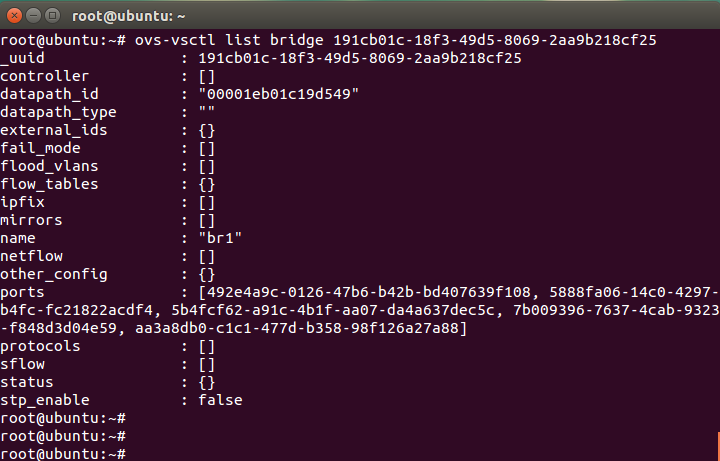 root@ubuntu: ~
root@ubuntu:~# ovs-vsctl list bridge 191cb01c-18f3-49d5-8069-2aa9b218cf25
_uuid               : 191cb01c-18f3-49d5-8069-2aa9b218cf25
controller          : []
datapath_id         : "00001eb01c19d549"
datapath_type       : ""
external_ids        : {}
fail_mode           : []
flood_vlans         : []
flow_tables         : {}
ipfix               : []
mirrors             : []
name                : "br1"
netflow             : []
other_config        : {}
ports               : [492e4a9c-0126-47b6-b42b-bd407639f108, 5888fa06-14c0-4297-
b4fc-fc21822acdf4, 5b4fcf62-a91c-4b1f-aa07-da4a637dec5c, 7b009396-7637-4cab-9323
-f848d3d04e59, aa3a8db0-c1c1-477d-b358-98f126a27a88]
protocols           : []
sflow               : []
status              : {}
stp_enable          : false
root@ubuntu:~#
root@ubuntu:~#
root@ubuntu:~#